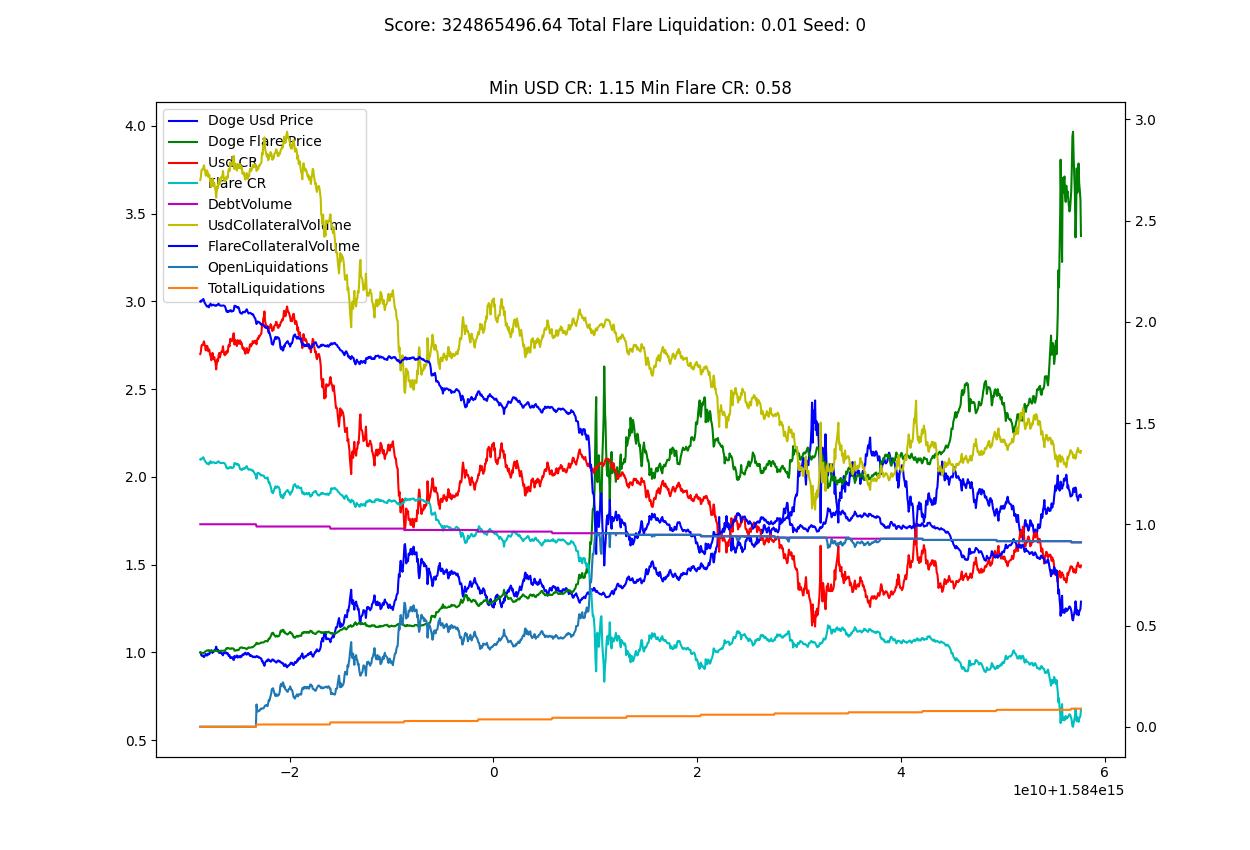 Score: 324865496.64 Total Flare Liquidation: 0.01 Seed: 0
Min USD CR: 1.15 Min Flare CR: 0.58
Doge Usd Price
Doge Flare Price
Usd CR
Flare CR
DebtVolume
UsdCollateralVolume
FlareCollateralVolume
OpenLiquidations
TotalLiquidations
4.0
3.5
3.0
2.5
2.0
1.5
1.0
0.5
3.0
2.5
2.0
1.5
1.0
0.5
0.0
−2
0
2
4
6
1e10+1.584e15